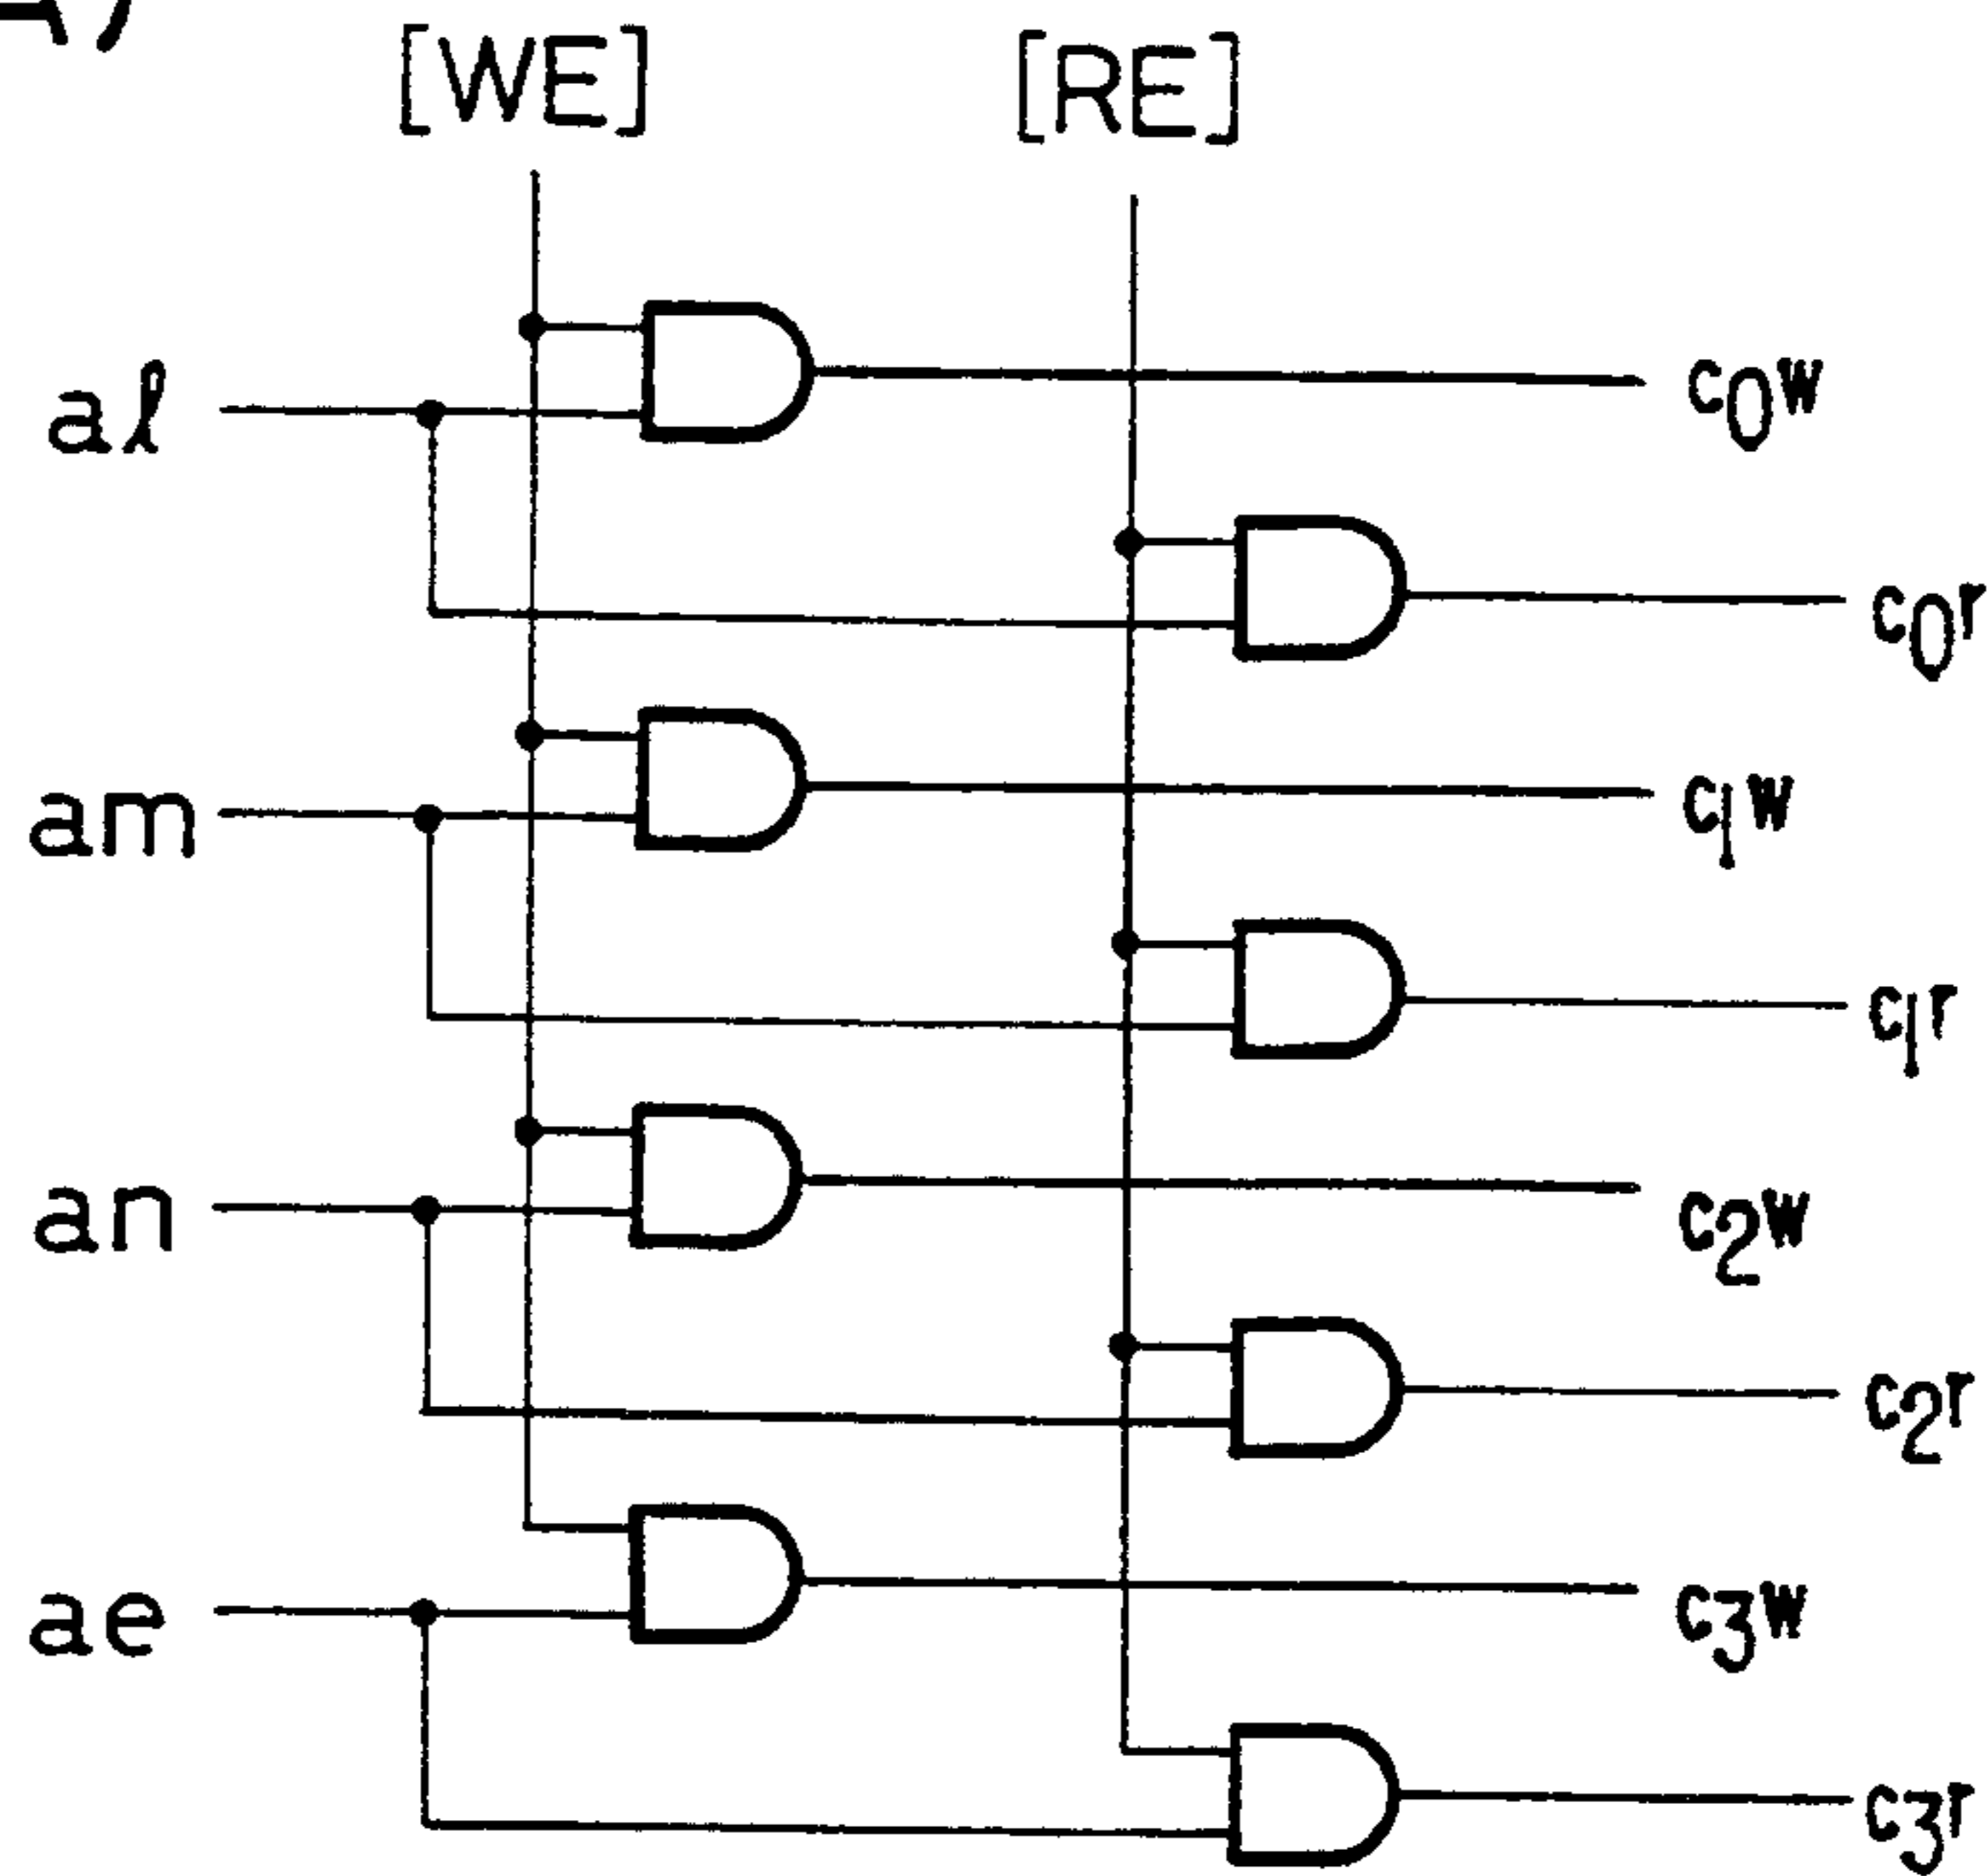 [WE] [RE]
aℓ
c0w
c0r
am
c1w
c1r
an
c2w
c2r
ae
c3w
c3r